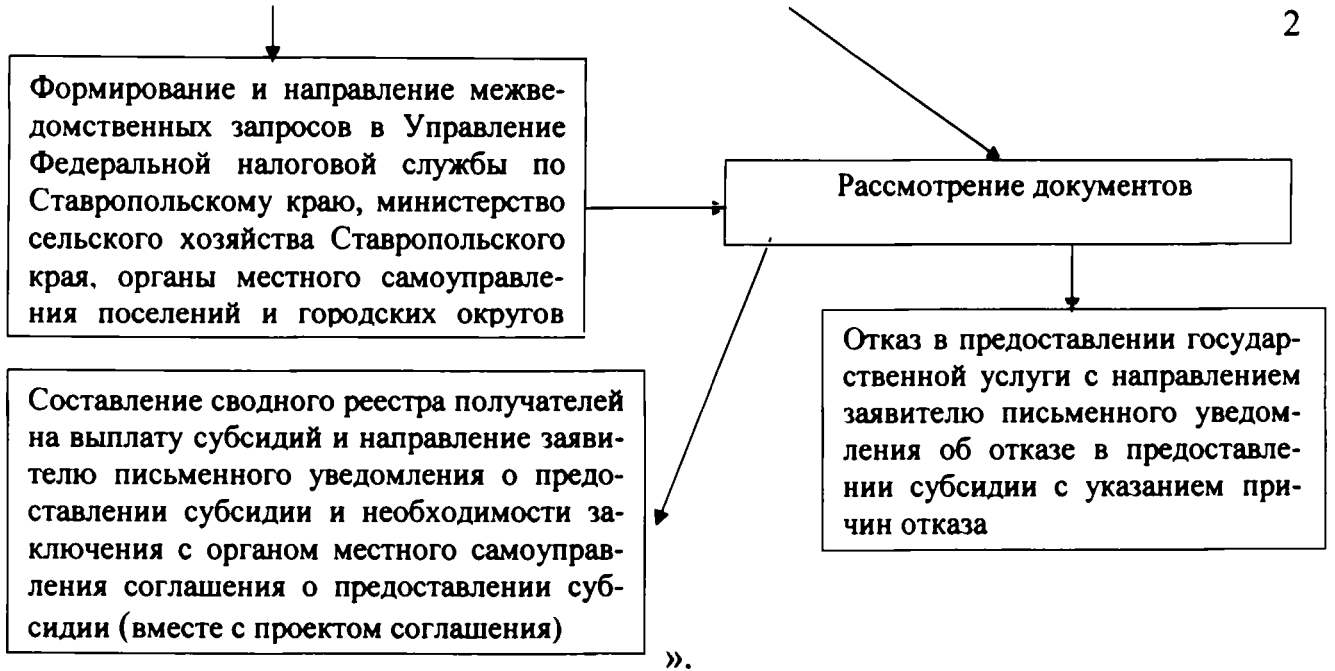 2
Формирование и направление межве-
домственных запросов в Управление
Федеральной налоговой службы по
Ставропольскому краю, министерство
сельского хозяйства Ставропольского
края, органы местного самоуправле-
ния поселений и городских округов
Рассмотрение документов
Отказ в предоставлении государ-
ственной услуги с направлением
заявителю письменного уведом-
ления об отказе в предоставле-
нии субсидии с указанием при-
чин отказа
Составление сводного реестра получателей
на выплату субсидий и направление заяви-
телю письменного уведомления о предо-
ставлении субсидии и необходимости за-
ключения с органом местного самоуправ-
ления соглашения о предоставлении суб-
сидии (вместе с проектом соглашения)
».